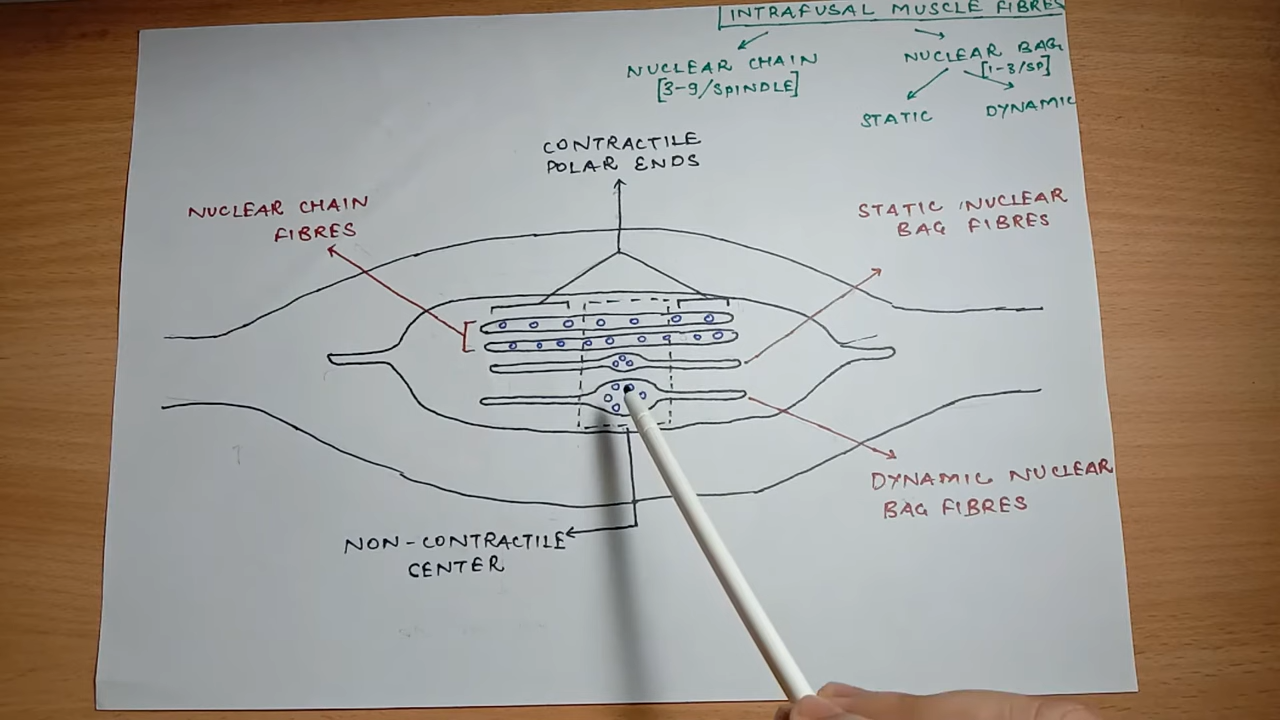 INTRAFUSAL MUSCLE FIBRES
NUCLEAR CHAIN
[3-9/SPINDLE]
NUCLEAR BAG
[1-3/SP]
STATIC
DYNAMIC
CONTRACTILE
POLAR ENDS
NUCLEAR CHAIN
FIBRES
STATIC NUCLEAR
BAG FIBRES
DYNAMIC NUCLEAR
BAG FIBRES
NON-CONTRACTILE
CENTER